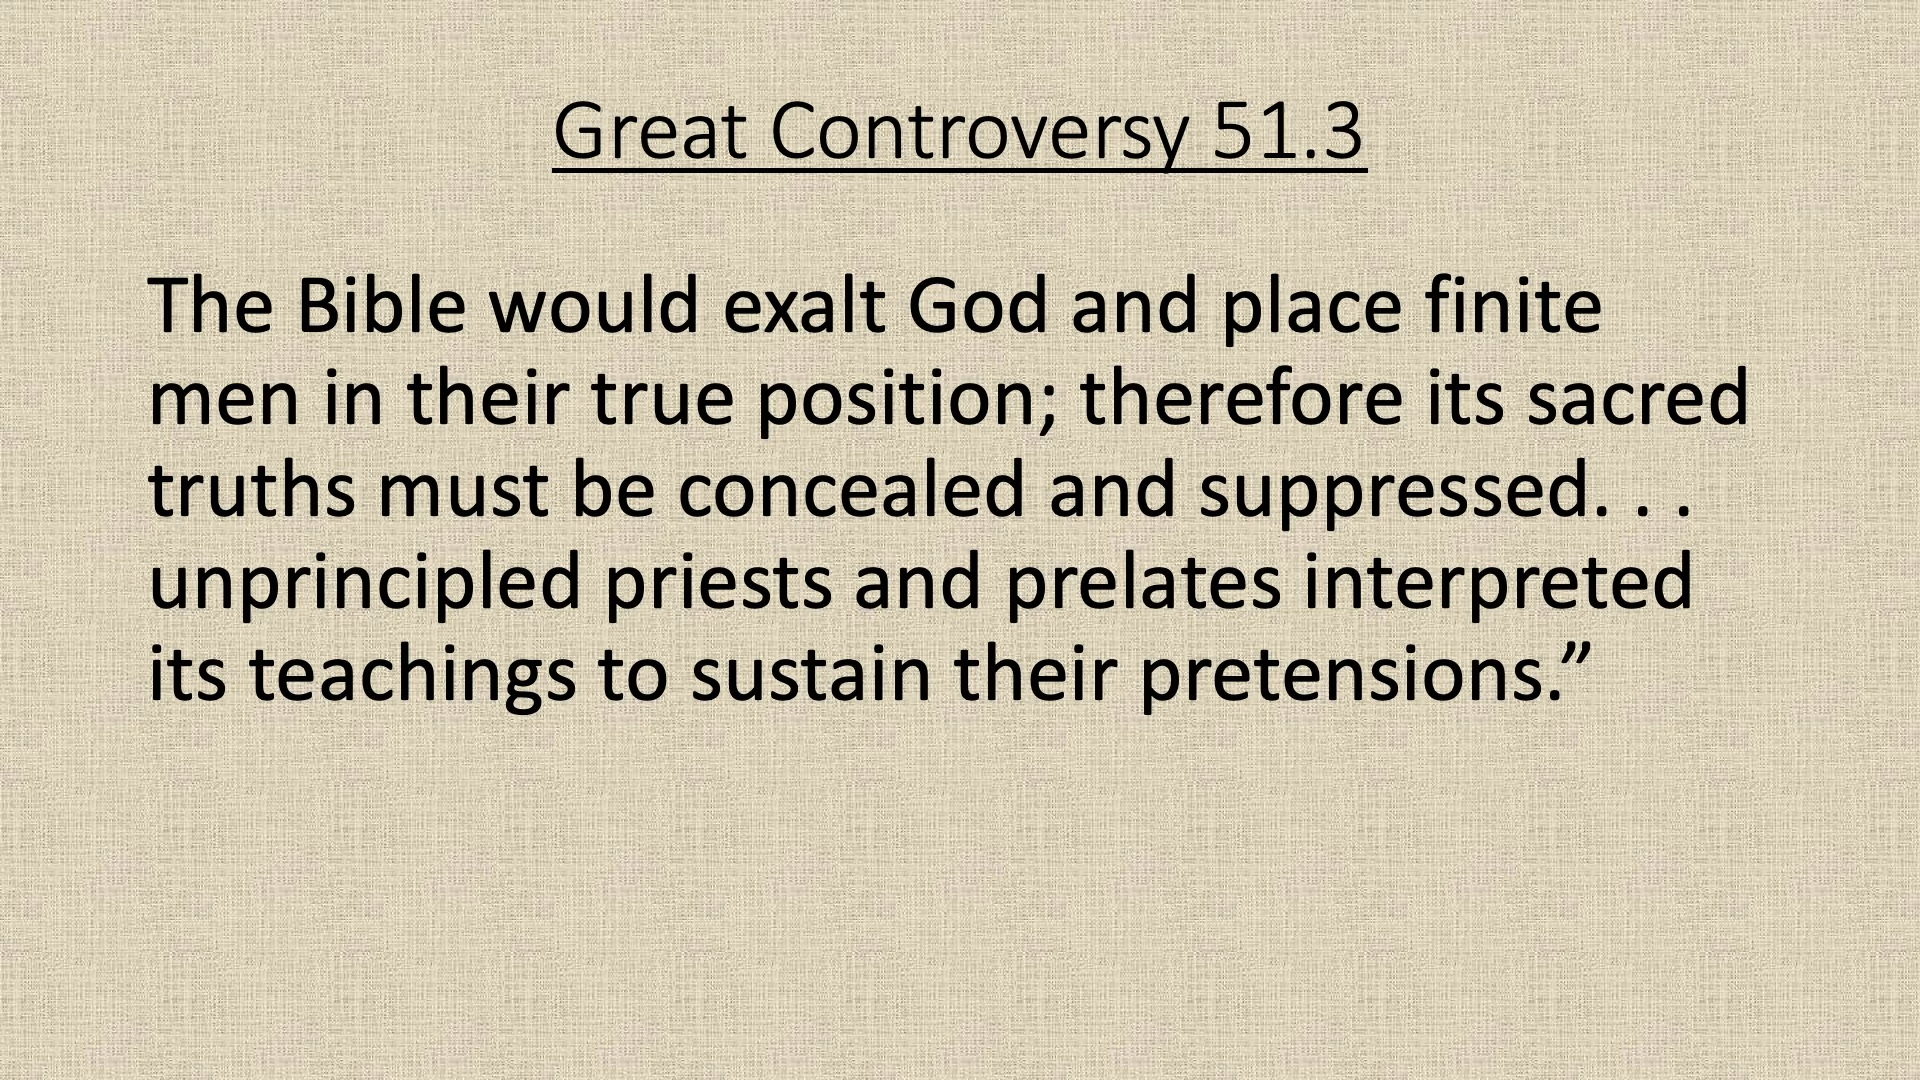 Great Controversy 51.3
The Bible would exalt God and place finite
men in their true position; therefore its sacred
truths must be concealed and suppressed. . .
unprincipled priests and prelates interpreted
its teachings to sustain their pretensions.”